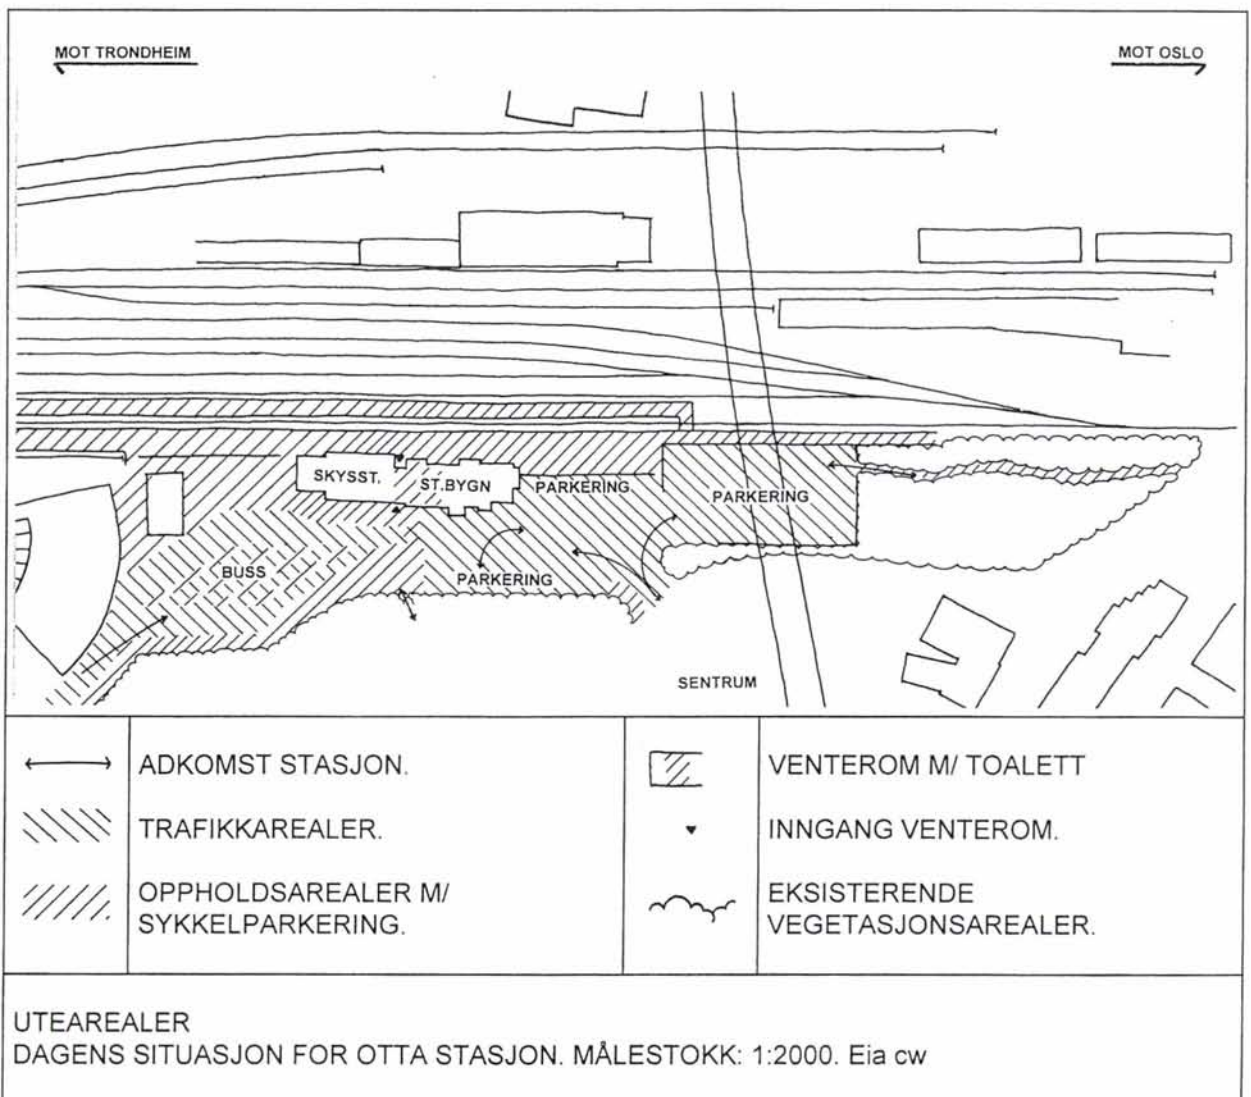 MOT TRONDHEIM
MOT OSLO
SKYSST.
ST.BYGN
PARKERING
PARKERING
BUSS
PARKERING
SENTRUM
ADKOMST STASJON.
TRAFIKKAREALER.
OPPHOLDSAREALER M/
SYKKELPARKERING.
VENTEROM M/ TOALETT
INNGANG VENTEROM.
EKSISTERENDE
VEGETASJONSAREALER.
UTEAREALER
DAGENS SITUASJON FOR OTTA STASJON. MÅLESTOKK: 1:2000. Eia cw